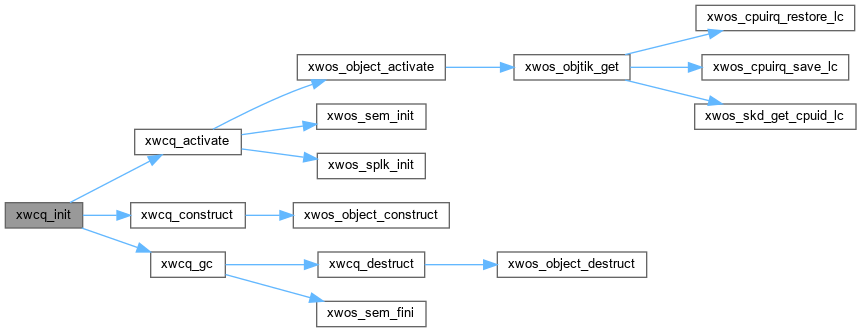 xwcq_init
xwcq_activate
xwos_object_activate
xwos_objtik_get
xwos_cpuirq_restore_lc
xwos_cpuirq_save_lc
xwos_skd_get_cpuid_lc
xwos_sem_init
xwos_splk_init
xwcq_construct
xwos_object_construct
xwcq_gc
xwcq_destruct
xwos_object_destruct
xwos_sem_fini